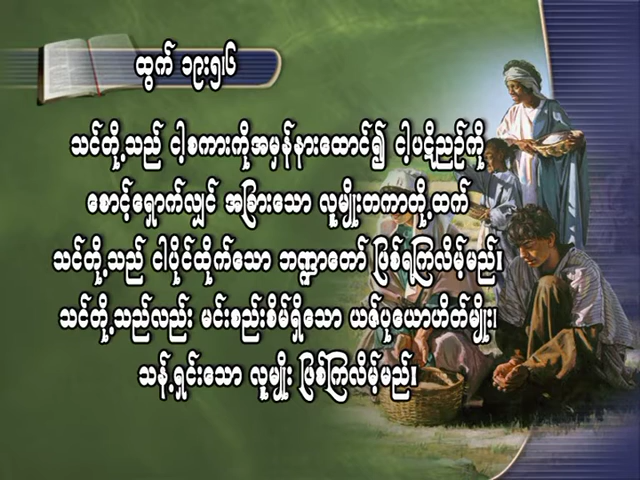 ထွက် ၁၉း၅၊၆
သင်တို့သည် ငါ့စကားကိုအမှန်နားထောင်၍ ငါ့ပဋိညာဉ်ကို
စောင့်ရှောက်လျှင် အခြားသော လူမျိုးတကာတို့ထက်
သင်တို့သည် ငါပိုင်ထိုက်သော ဘဏ္ဍာတော် ဖြစ်ရကြလိမ့်မည်၊
သင်တို့သည်လည်း မင်းစည်းစိမ်ရှိသော ယဇ်ပုရောဟိတ်မျိုး၊
သန့်ရှင်းသော လူမျိုး ဖြစ်ကြလိမ့်မည်၊